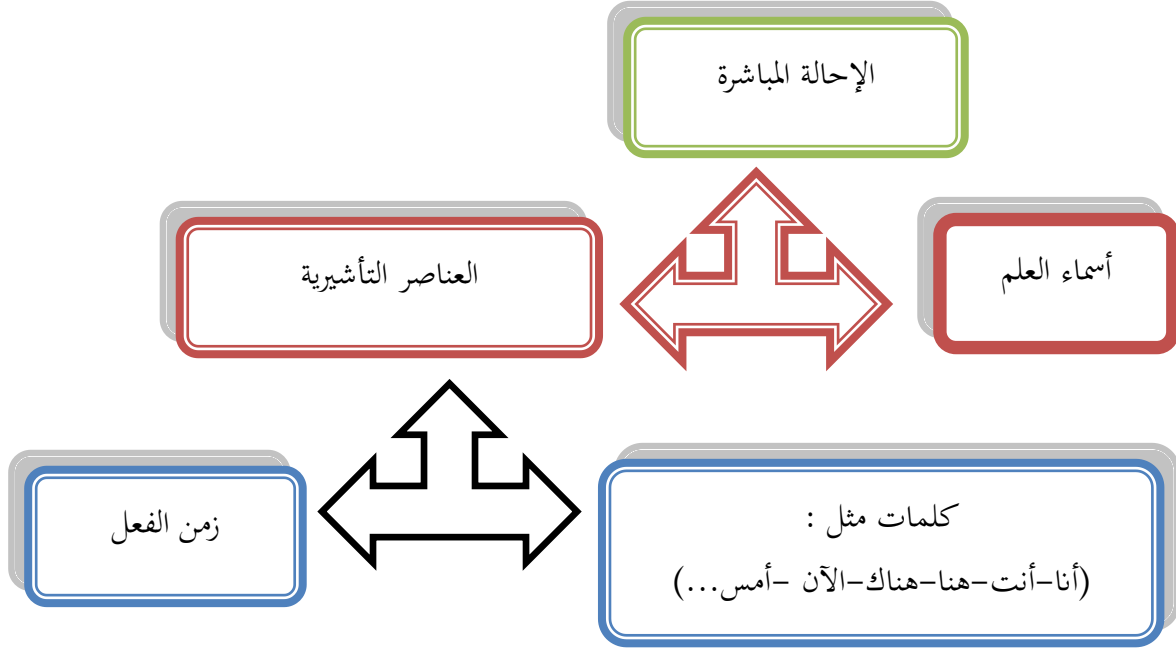 الإحالة المباشرة
أسماء العلم
العناصر التأشيرية
كلمات مثل :
(أنا-أنت-هنا-هناك-الآن -أمس...)
زمن الفعل